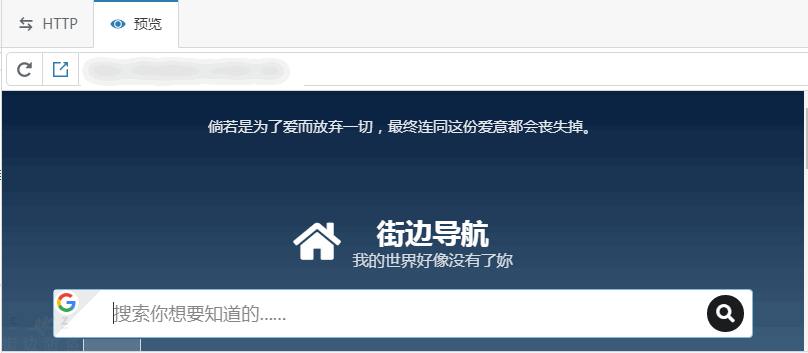 HTTP
预览
倘若是为了爱而放弃一切，最终连同这份爱意都会丧失掉。
街边导航
我的世界好像没有了妳
G
搜索你想要知道的……